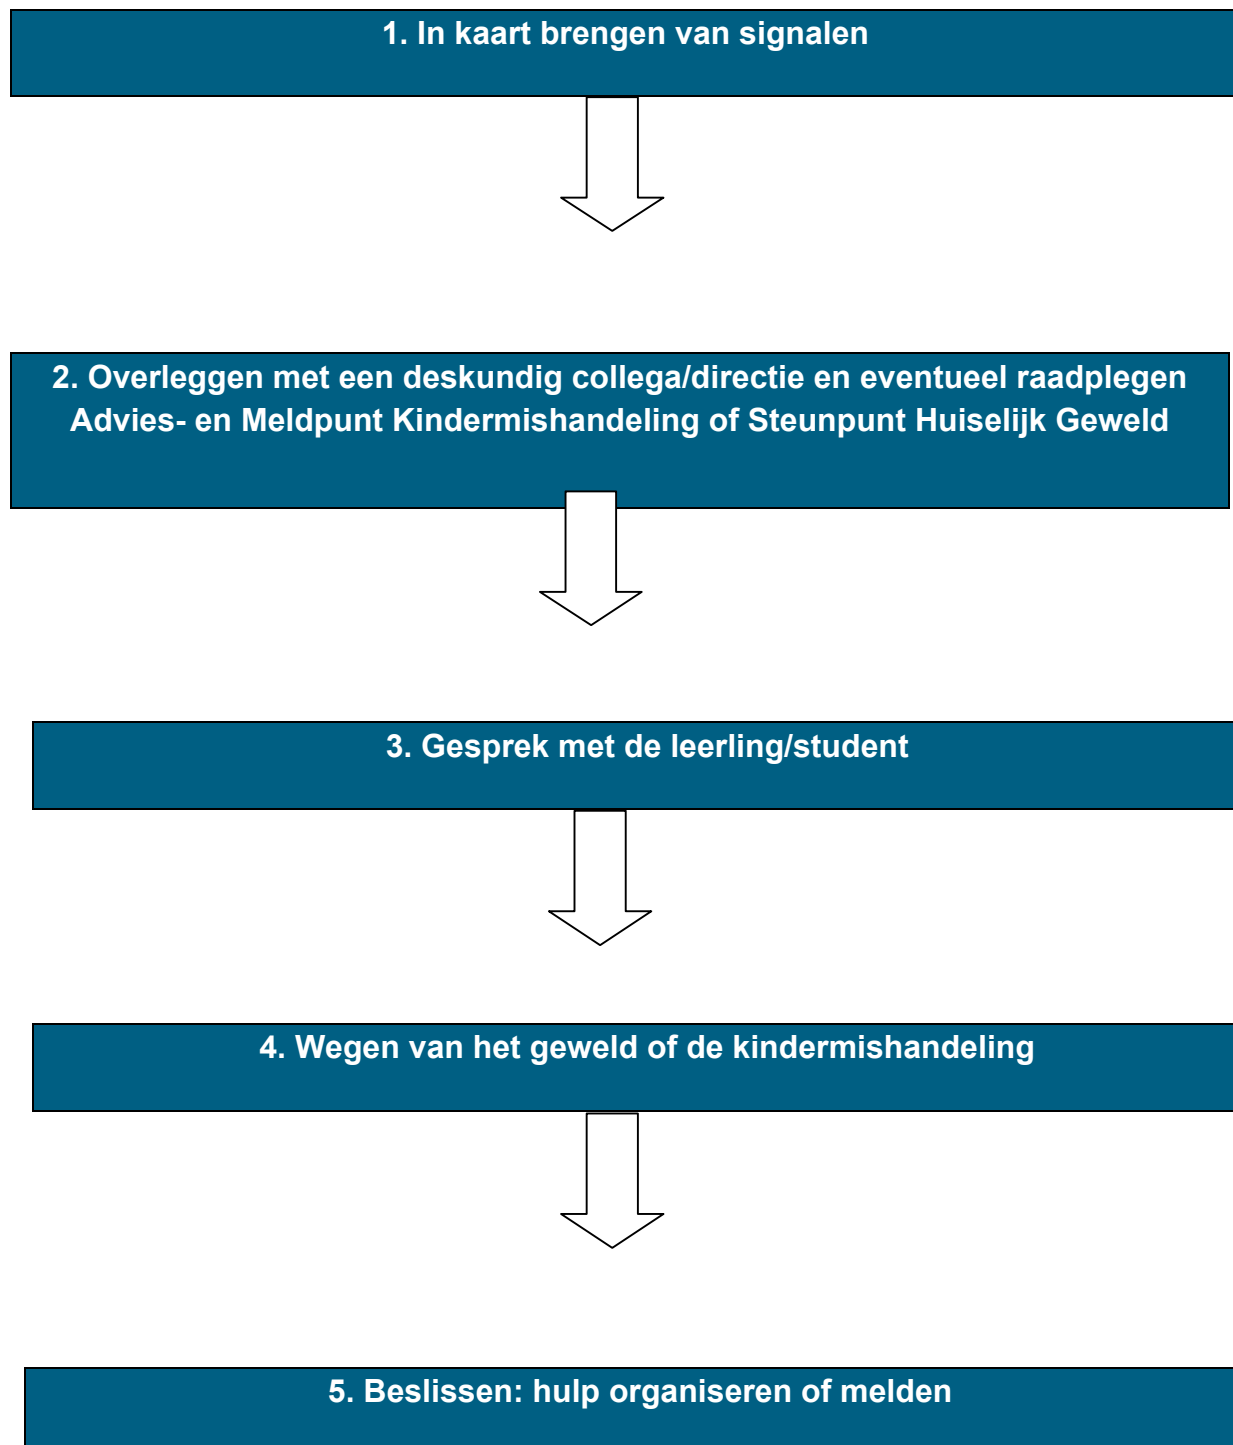 1. In kaart brengen van signalen
2. Overleggen met een deskundig collega/directie en eventueel raadplegen
Advies- en Meldpunt Kindermishandeling of Steunpunt Huiselijk Geweld
3. Gesprek met de leerling/student
4. Wegen van het geweld of de kindermishandeling
5. Beslissen: hulp organiseren of melden